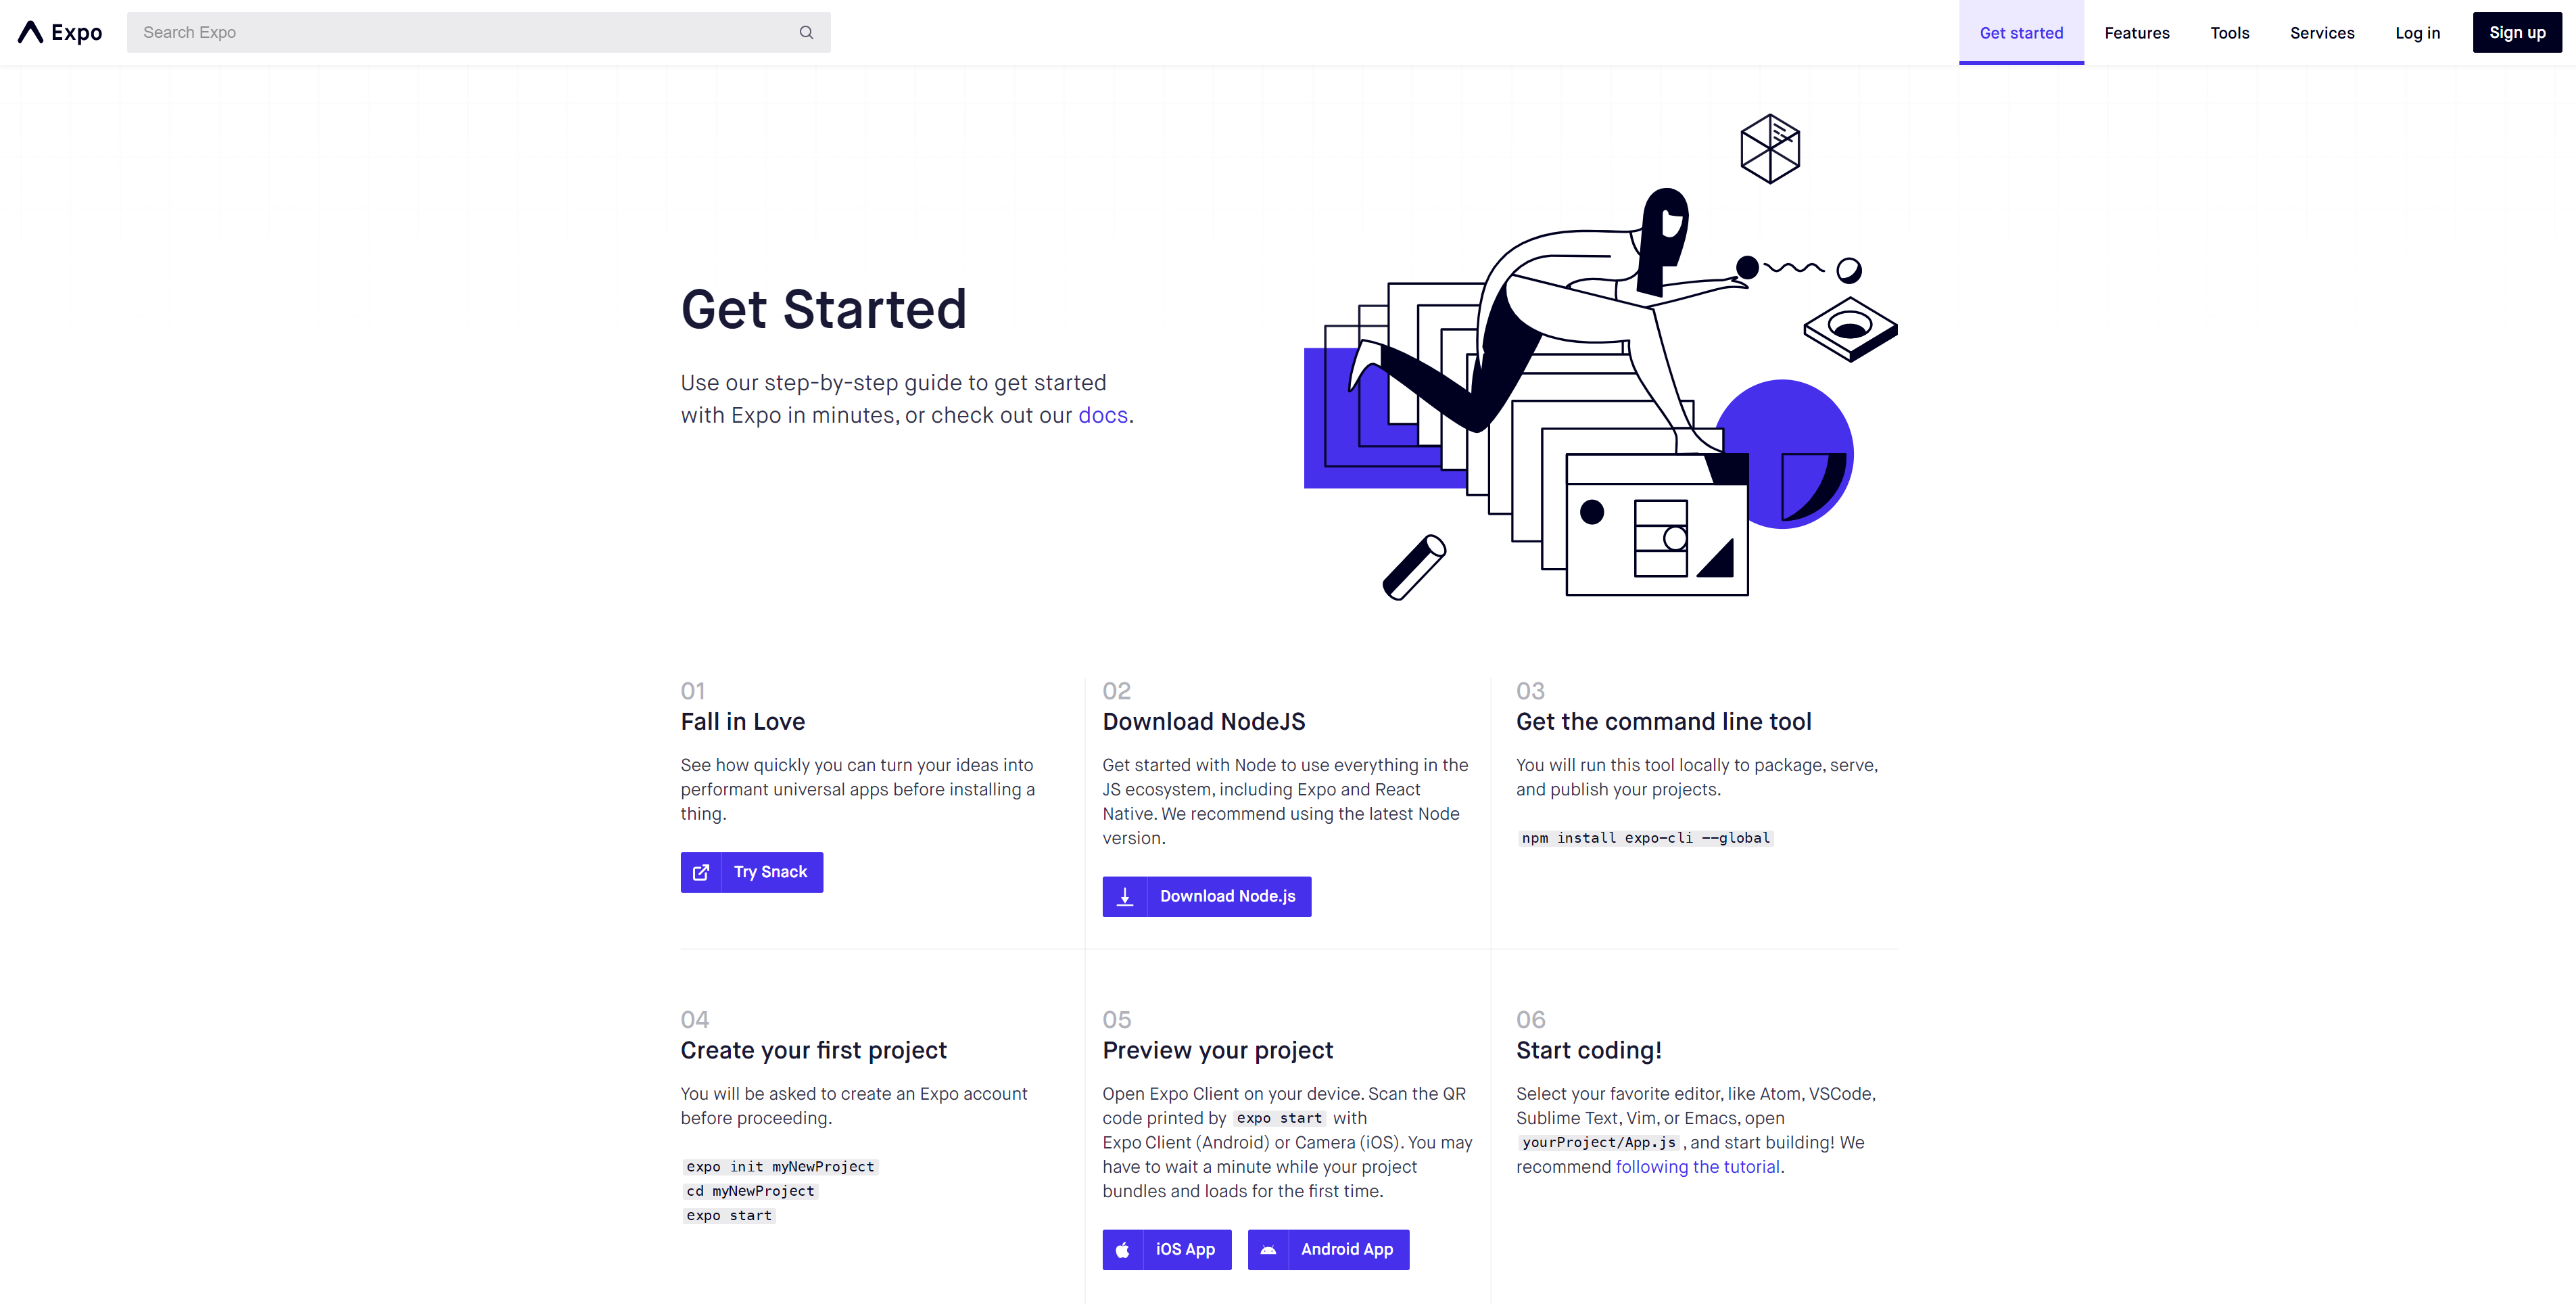 Expo
Search Expo
Get started
Features
Tools
Services
Log in
Sign up
Get Started
Use our step-by-step guide to get started
with Expo in minutes, or check out our docs.
01
Fall in Love
See how quickly you can turn your ideas into
performant universal apps before installing a
thing.
Try Snack
02
Download NodeJS
Get started with Node to use everything in the
JS ecosystem, including Expo and React
Native. We recommend using the latest Node
version.
Download Node.js
03
Get the command line tool
You will run this tool locally to package, serve,
and publish your projects.
npm install expo-cli --global
04
Create your first project
You will be asked to create an Expo account
before proceeding.
expo init myNewProject
cd myNewProject
expo start
05
Preview your project
Open Expo Client on your device. Scan the QR
code printed by expo start with
Expo Client (Android) or Camera (iOS). You may
have to wait a minute while your project
bundles and loads for the first time.
iOS App
Android App
06
Start coding!
Select your favorite editor, like Atom, VSCode,
Sublime Text, Vim, or Emacs, open
yourProject/App.js , and start building! We
recommend following the tutorial.